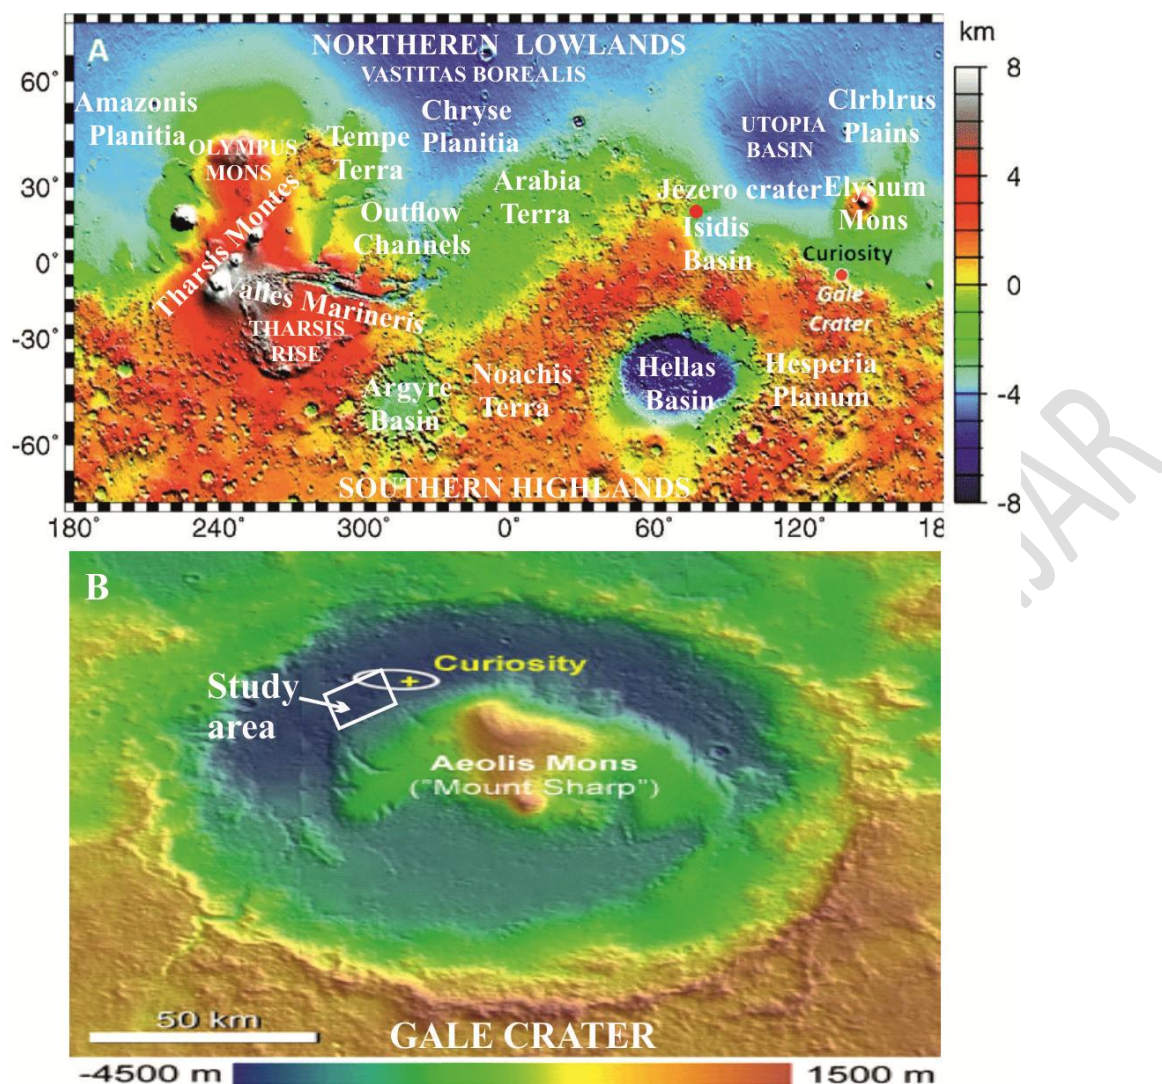 A
km
NORTHEREN LOWLANDS
VASTITAS BOREALIS
8
60°
Amazonis
Planitia
Chryse
Planitia
Clrblrus
Plains
UTOPIA
BASIN
OLYMPUS
MONS
Tempe
Terra
4
30°
Arabia
Terra
Jezero crater
Elysium
Mons
Tharsis Montes
Outflow
Channels
Isidis
Basin
0°
Curiosity
0
Valles Marineris
Gale
Crater
-30°
THARSIS
RISE
Argyre
Basin
Noachis
Terra
Hellas
Basin
Hesperia
Planum
-4
-60°
SOUTHERN HIGHLANDS
-8
180° 240° 300° 0° 60° 120° 18
JAR
B
Curiosity
Study
area
Aeolis Mons
("Mount Sharp")
50 km
GALE CRATER
-4500 m 1500 m